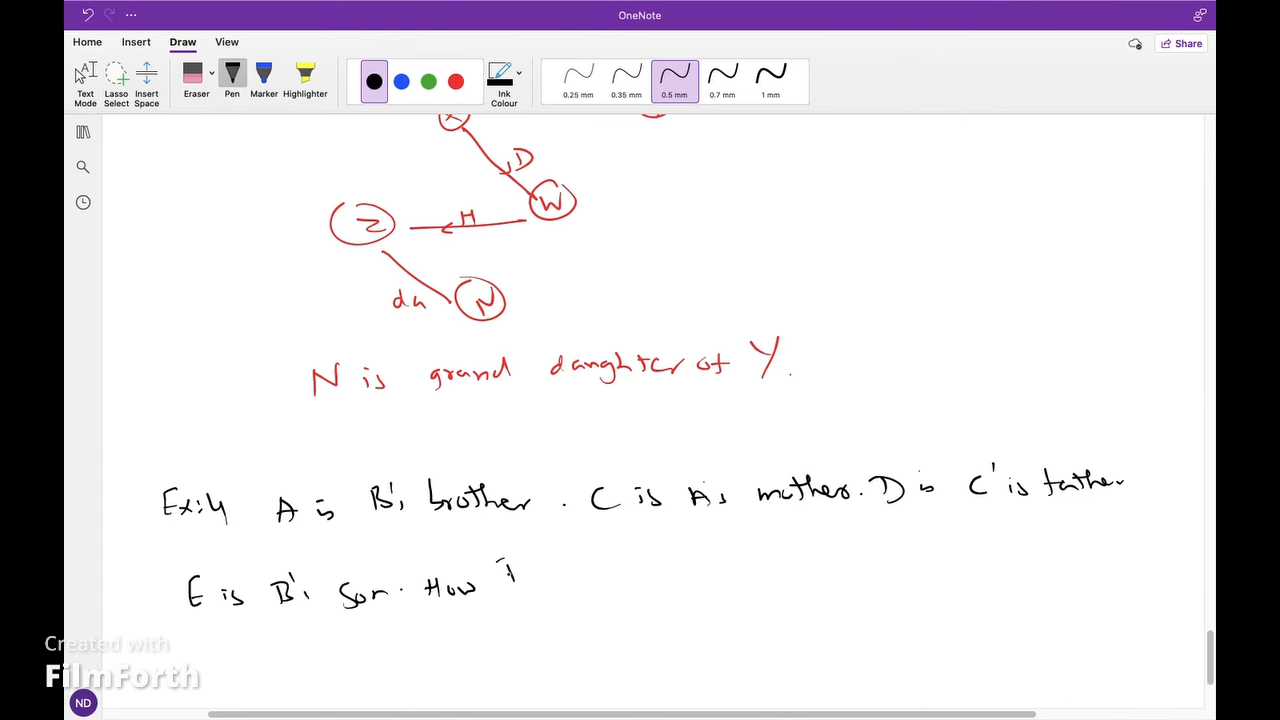 OneNote
Home Insert Draw View
Share
Text Mode
Lasso Select
Insert Space
Eraser
Pen
Marker
Highlighter
Ink Colour
0.25 mm
0.35 mm
0.5 mm
0.7 mm
1 mm
X
D
W
H
Z
da
N
N is grand daughter of Y.
Ex:4 A is B's brother. C is A's mother. D is C'is father
E is B's Son. How
Created with
FilmForth
ND